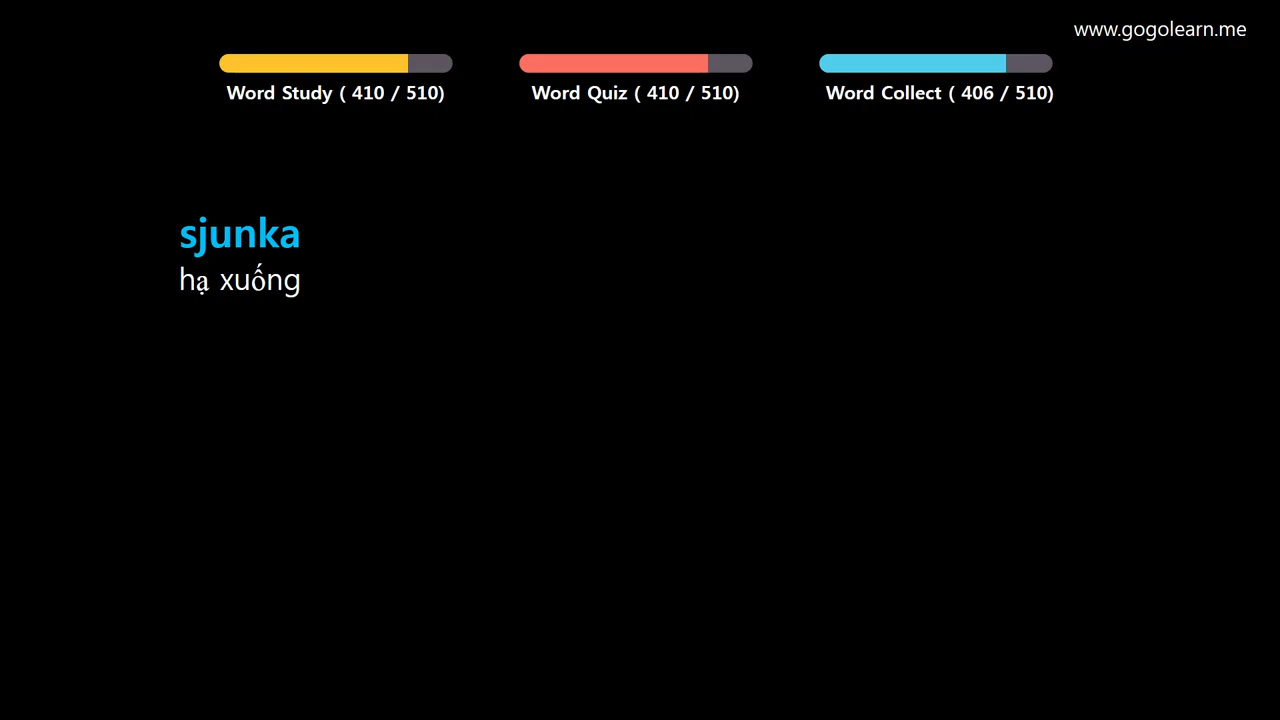 www.gogolearn.me
Word Study ( 410 / 510)
Word Quiz ( 410 / 510)
Word Collect ( 406 / 510)
sjunka
hạ xuống